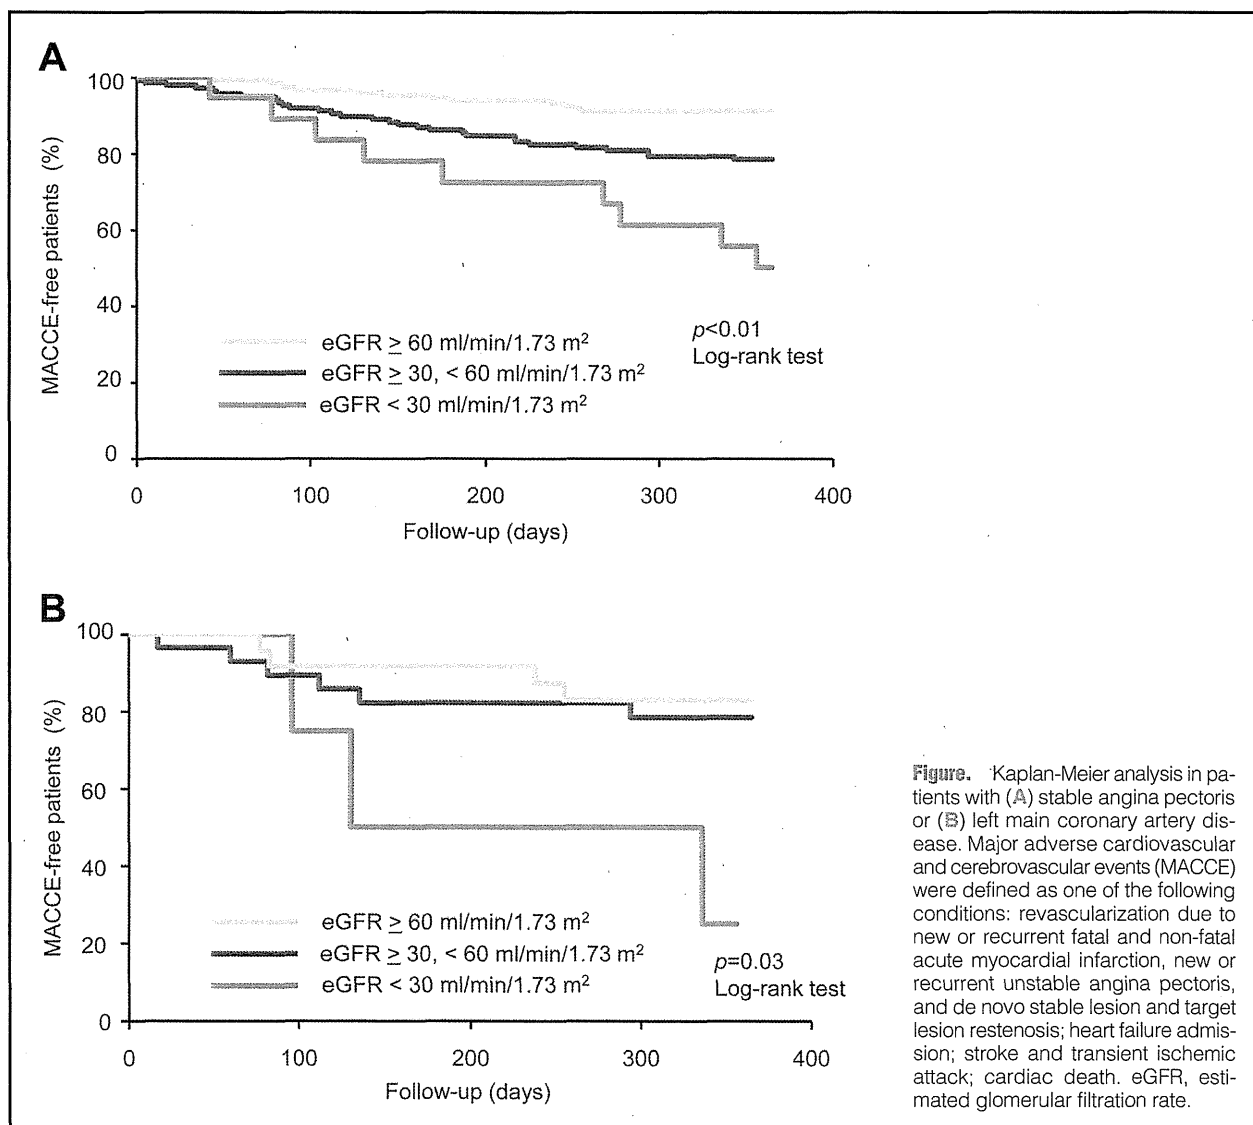 A
MACCE-free patients (%)
100
80
60
40
20
0
eGFR ≥ 60 ml/min/1.73 m²
eGFR ≥ 30, < 60 ml/min/1.73 m²
eGFR < 30 ml/min/1.73 m²
p<0.01
Log-rank test
0 100 200 300 400
Follow-up (days)
B
MACCE-free patients (%)
100
80
60
40
20
0
eGFR ≥ 60 ml/min/1.73 m²
eGFR ≥ 30, < 60 ml/min/1.73 m²
eGFR < 30 ml/min/1.73 m²
p=0.03
Log-rank test
0 100 200 300 400
Follow-up (days)
Figure. Kaplan-Meier analysis in pa-
tients with (A) stable angina pectoris
or (B) left main coronary artery dis-
ease. Major adverse cardiovascular
and cerebrovascular events (MACCE)
were defined as one of the following
conditions: revascularization due to
new or recurrent fatal and non-fatal
acute myocardial infarction, new or
recurrent unstable angina pectoris,
and de novo stable lesion and target
lesion restenosis; heart failure admis-
sion; stroke and transient ischemic
attack; cardiac death. eGFR, esti-
mated glomerular filtration rate.